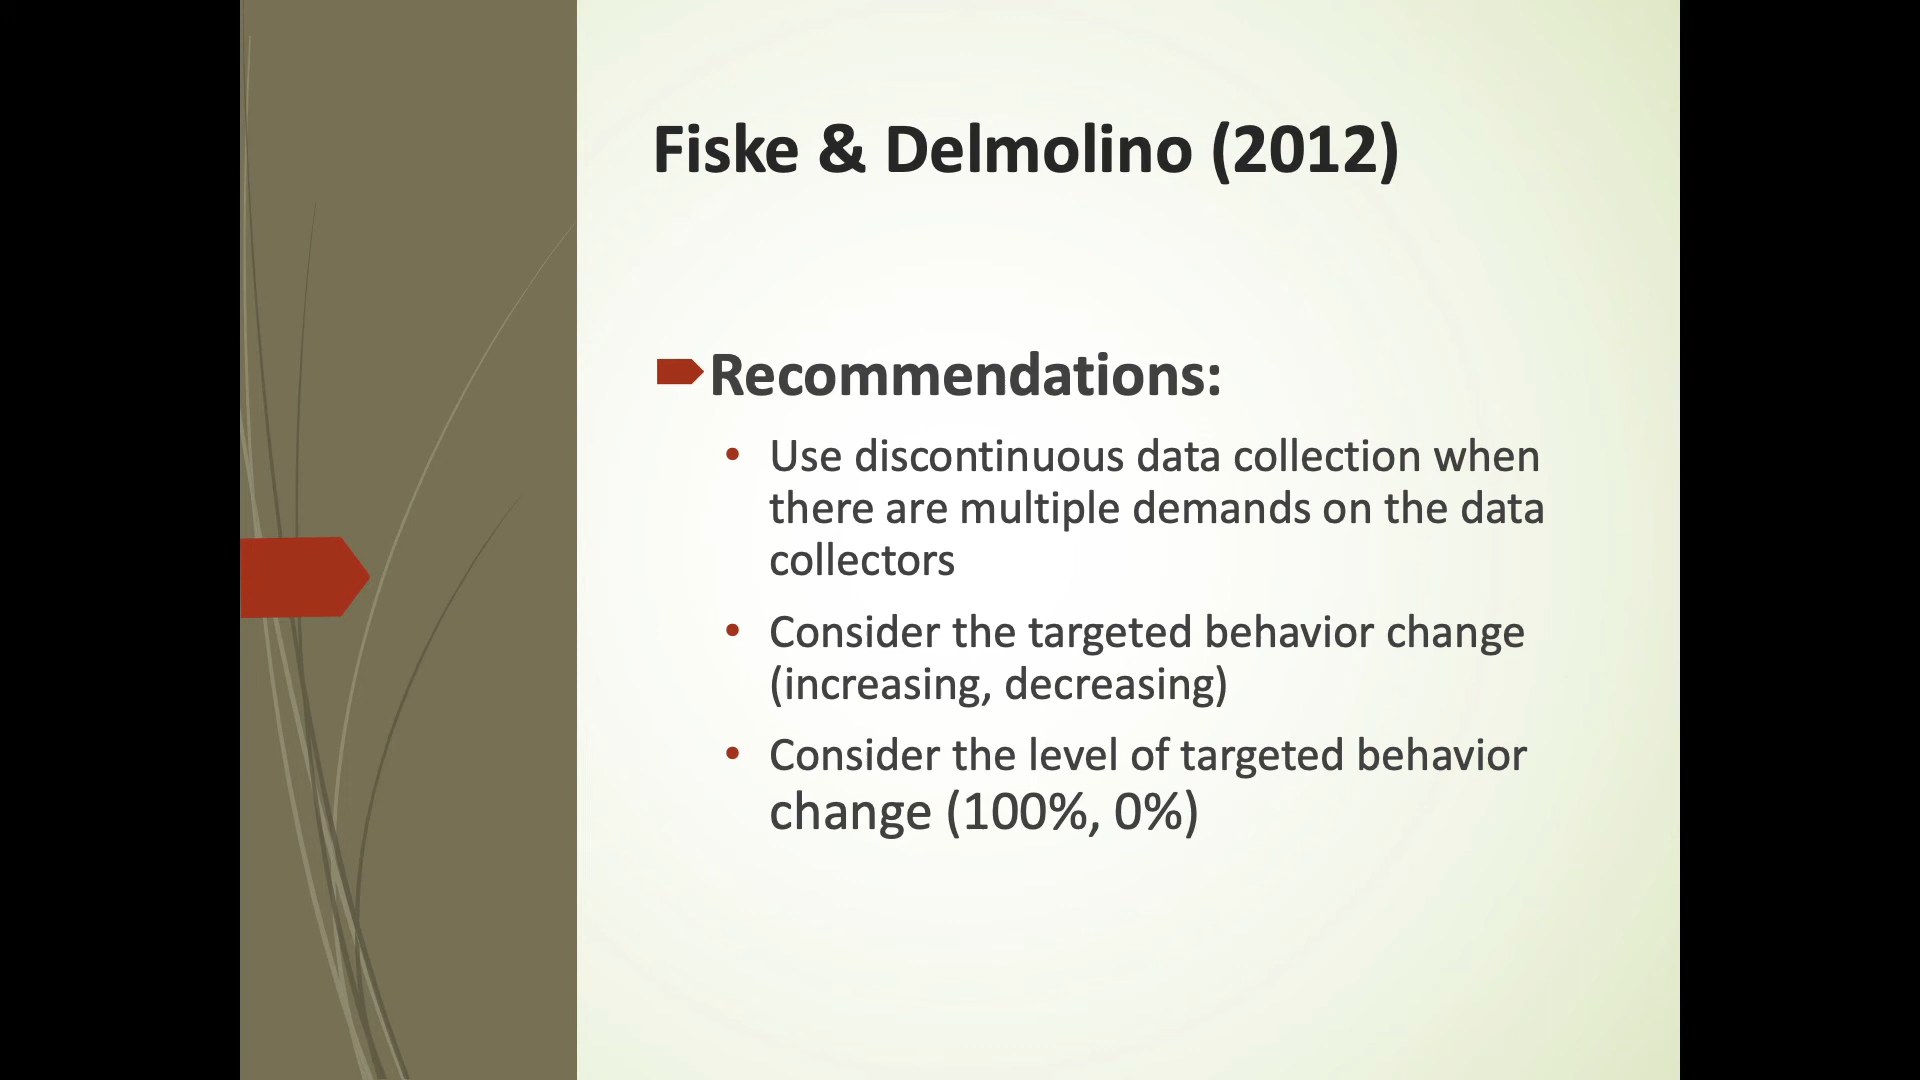 Fiske & Delmolino (2012)
Recommendations:
• Use discontinuous data collection when
there are multiple demands on the data
collectors
• Consider the targeted behavior change
(increasing, decreasing)
• Consider the level of targeted behavior
change (100%, 0%)